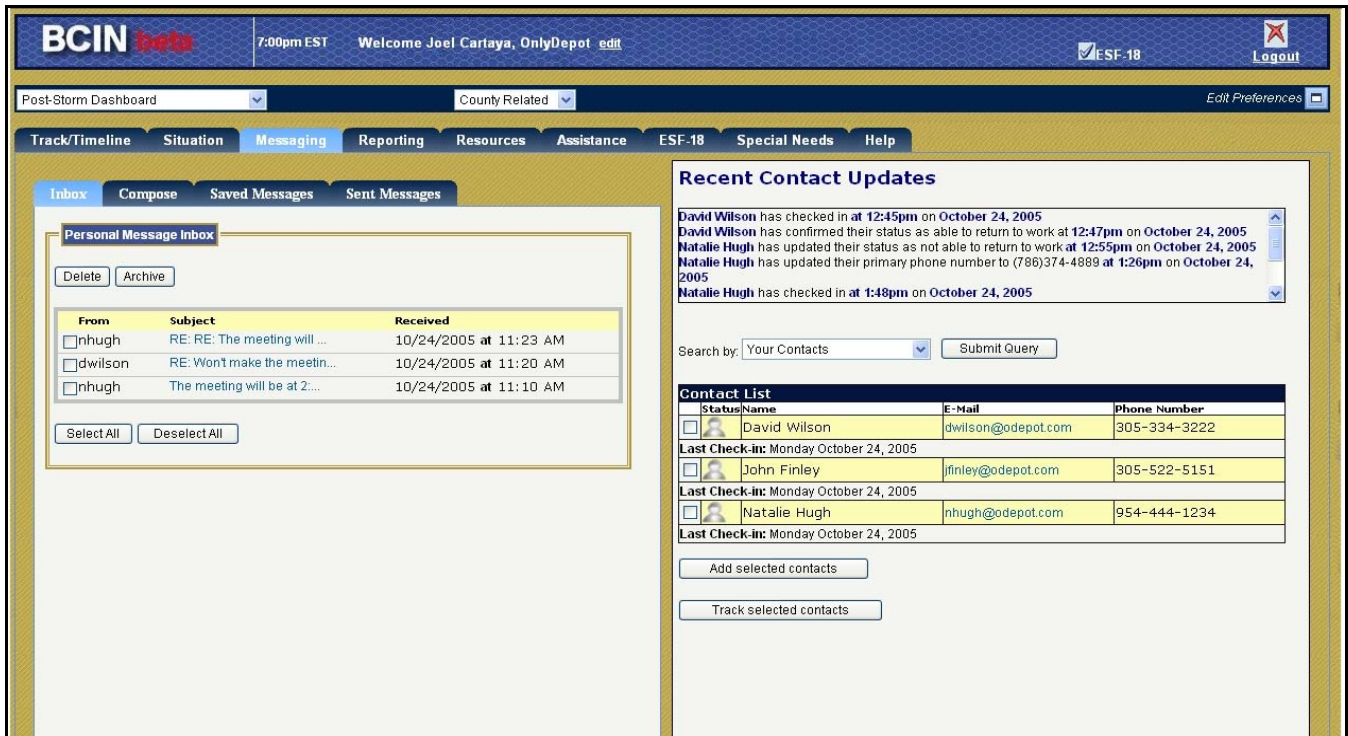 BCIN beta
7:00pm EST
Welcome Joel Cartaya, OnlyDepot edit
ESF-18
Logout
Post-Storm Dashboard
County Related
Edit Preferences
Track/Timeline Situation Messaging Reporting Resources Assistance ESF-18 Special Needs Help
Inbox Compose Saved Messages Sent Messages
Personal Message Inbox
Delete Archive
From Subject Received
nhugh RE: RE: The meeting will ... 10/24/2005 at 11:23 AM
dwilson RE: Won't make the meetin... 10/24/2005 at 11:20 AM
nhugh The meeting will be at 2:... 10/24/2005 at 11:10 AM
Select All Deselect All
Recent Contact Updates
David Wilson has checked in at 12:45pm on October 24, 2005
David Wilson has confirmed their status as able to return to work at 12:47pm on October 24, 2005
Natalie Hugh has updated their status as not able to return to work at 12:55pm on October 24, 2005
Natalie Hugh has updated their primary phone number to (786)374-4889 at 1:26pm on October 24,
2005
Natalie Hugh has checked in at 1:48pm on October 24, 2005
Search by: Your Contacts Submit Query
Contact List
Status Name E-Mail Phone Number
David Wilson dwilson@odepot.com 305-334-3222
Last Check-in: Monday October 24, 2005
John Finley jfinley@odepot.com 305-522-5151
Last Check-in: Monday October 24, 2005
Natalie Hugh nhugh@odepot.com 954-444-1234
Last Check-in: Monday October 24, 2005
Add selected contacts
Track selected contacts